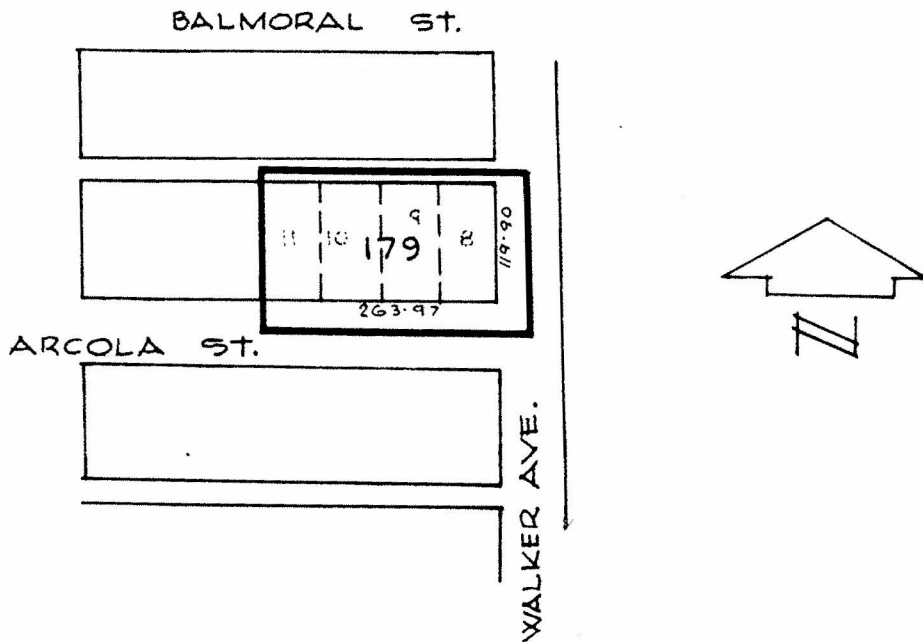 BALMORAL ST.
11 10 179 9 8
119.90
263.97
ARCOLA ST.
WALKER AVE.
N